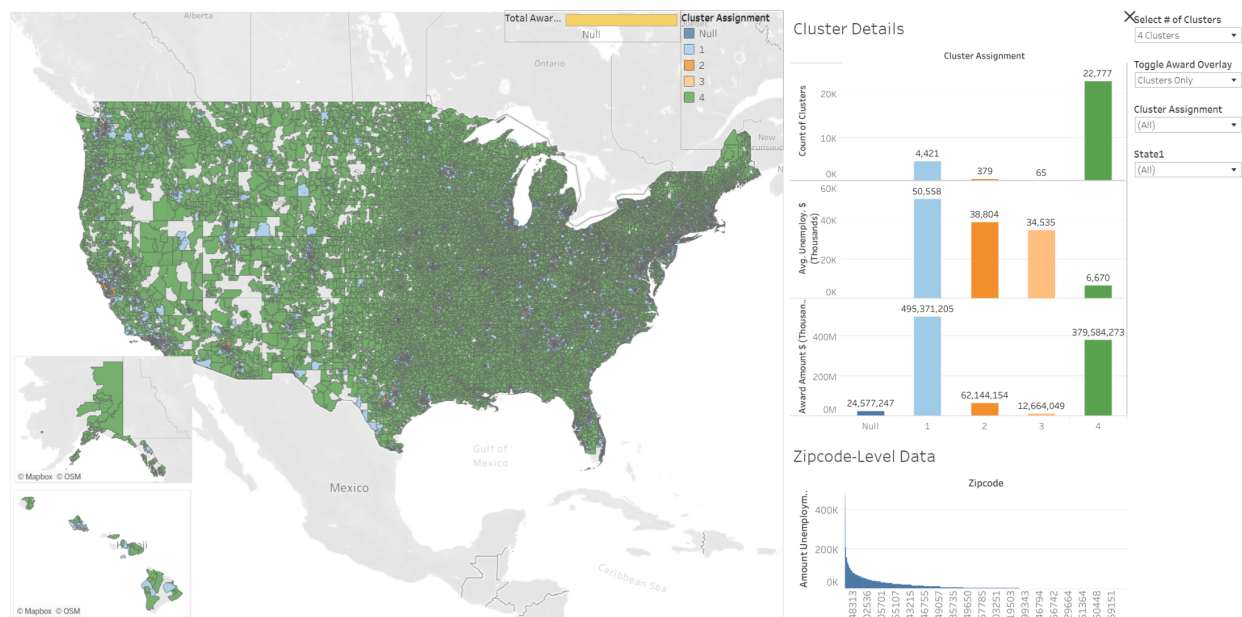 Alberta
Ontario
New
Mexico
Gulf of
Mexico
Caribbean Sea
© Mapbox © OSM
© Mapbox © OSM
Total Awar...
Null
Cluster Assignment
Null
1
2
3
4
Cluster Details
Cluster Assignment
Count of Clusters
20K
10K
0K
4,421
379
65
22,777
Avg. Unemploy. $
(Thousands)
60K
40K
20K
0K
50,558
38,804
34,535
6,670
Award Amount $ (Thousan..
400M
200M
0M
24,577,247
495,371,205
62,144,154
12,664,049
379,584,273
Null 1 2 3 4
Zipcode-Level Data
Zipcode
Amount Unemploym..
400K
200K
0K
Select # of Clusters
4 Clusters
Toggle Award Overlay
Clusters Only
Cluster Assignment
(All)
State1
(All)